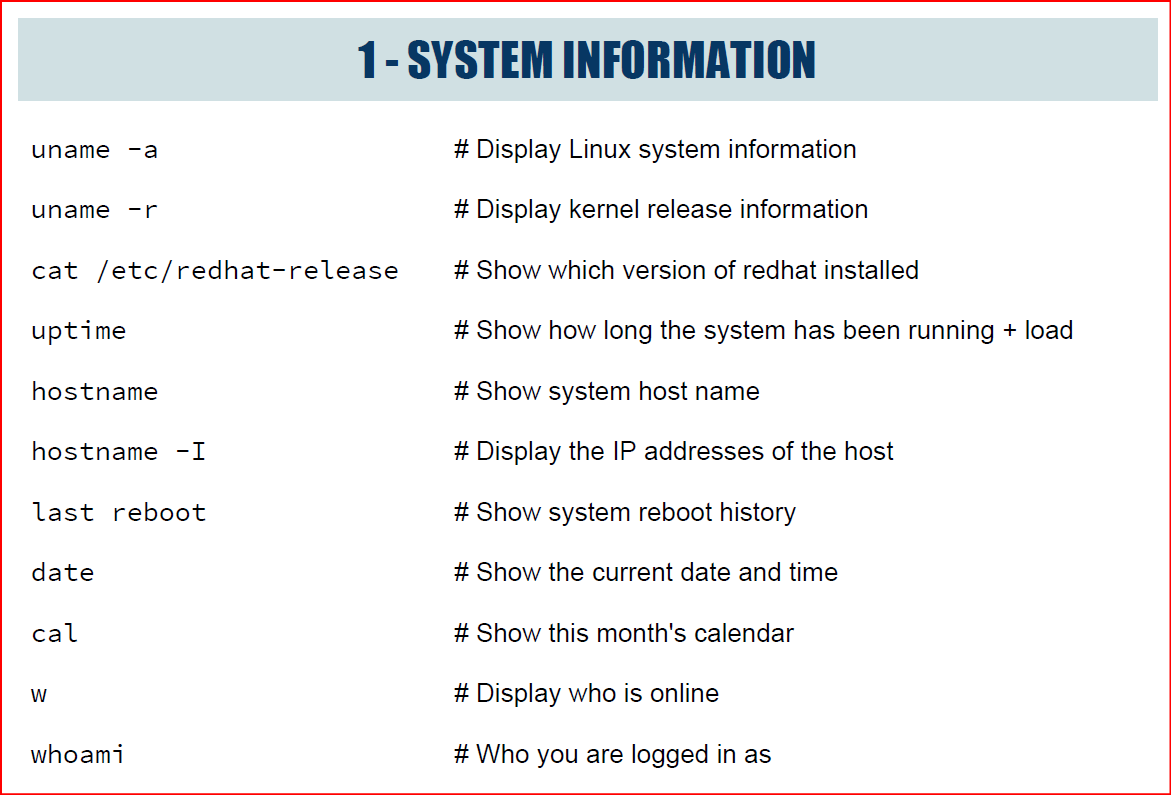 1 - SYSTEM INFORMATION
uname -a # Display Linux system information
uname -r # Display kernel release information
cat /etc/redhat-release # Show which version of redhat installed
uptime # Show how long the system has been running + load
hostname # Show system host name
hostname -I # Display the IP addresses of the host
last reboot # Show system reboot history
date # Show the current date and time
cal # Show this month's calendar
w # Display who is online
whoami # Who you are logged in as